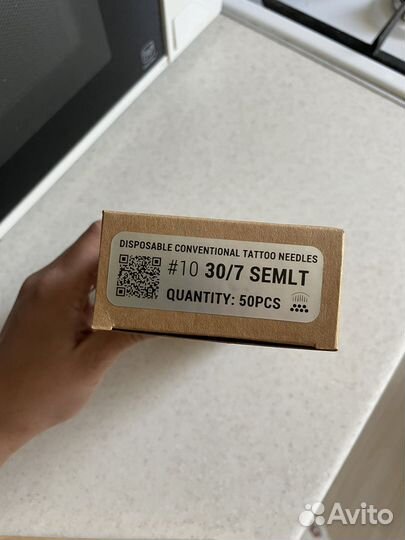 DISPOSABLE CONVENTIONAL TATTOO NEEDLES
#10 30/7 SEMLT
QUANTITY: 50PCS
Avito